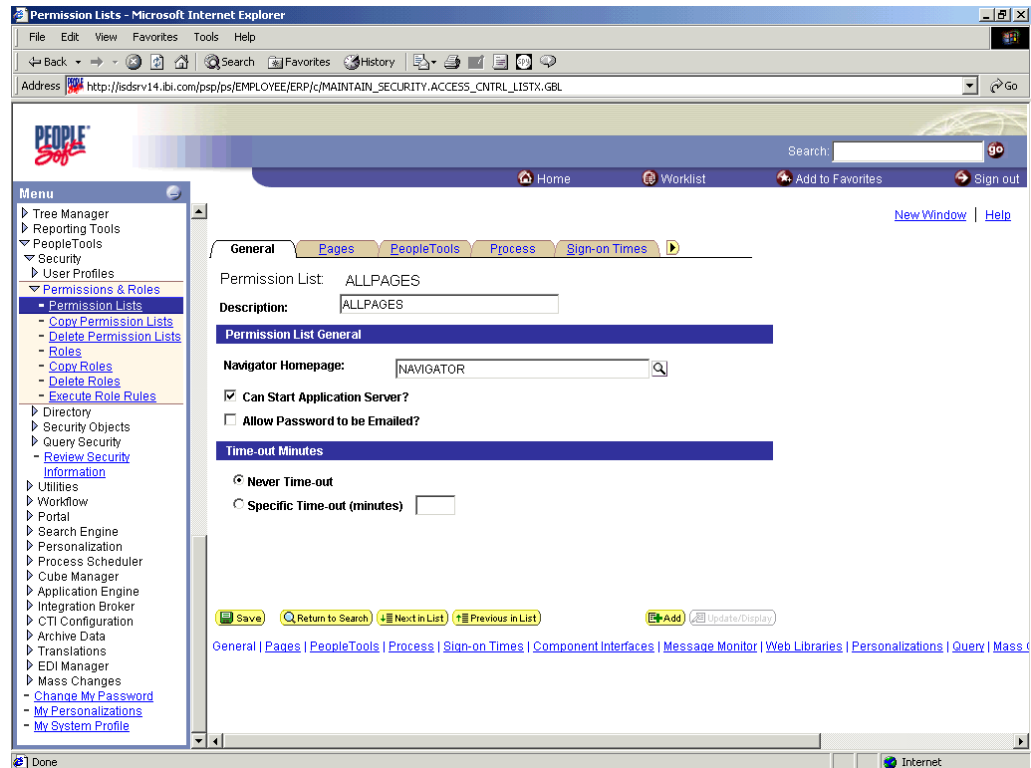 Permission Lists - Microsoft Internet Explorer
File Edit View Favorites Tools Help
Back Search Favorites History
Address http://isdsrv14.ibi.com/psp/ps/EMPLOYEE/ERP/c/MAINTAIN_SECURITY.ACCESS_CNTRL_LISTX.GBL Go
PEOPLE
Soft
Search: go
Home Worklist Add to Favorites Sign out
Menu
Tree Manager
Reporting Tools
PeopleTools
Security
User Profiles
Permissions & Roles
Permission Lists
Copy Permission Lists
Delete Permission Lists
Roles
Copy Roles
Delete Roles
Execute Role Rules
Directory
Security Objects
Query Security
Review Security
Information
Utilities
Workflow
Portal
Search Engine
Personalization
Process Scheduler
Cube Manager
Application Engine
Integration Broker
CTI Configuration
Archive Data
Translations
EDI Manager
Mass Changes
Change My Password
My Personalizations
My System Profile
New Window | Help
General Pages PeopleTools Process Sign-on Times
Permission List: ALLPAGES
Description: ALLPAGES
Permission List General
Navigator Homepage: NAVIGATOR
Can Start Application Server?
Allow Password to be Emailed?
Time-out Minutes
Never Time-out
Specific Time-out (minutes)
Save Return to Search Next in List Previous in List Add Update/Display
General | Pages | PeopleTools | Process | Sign-on Times | Component Interfaces | Message Monitor | Web Libraries | Personalizations | Query | Mass
Done Internet